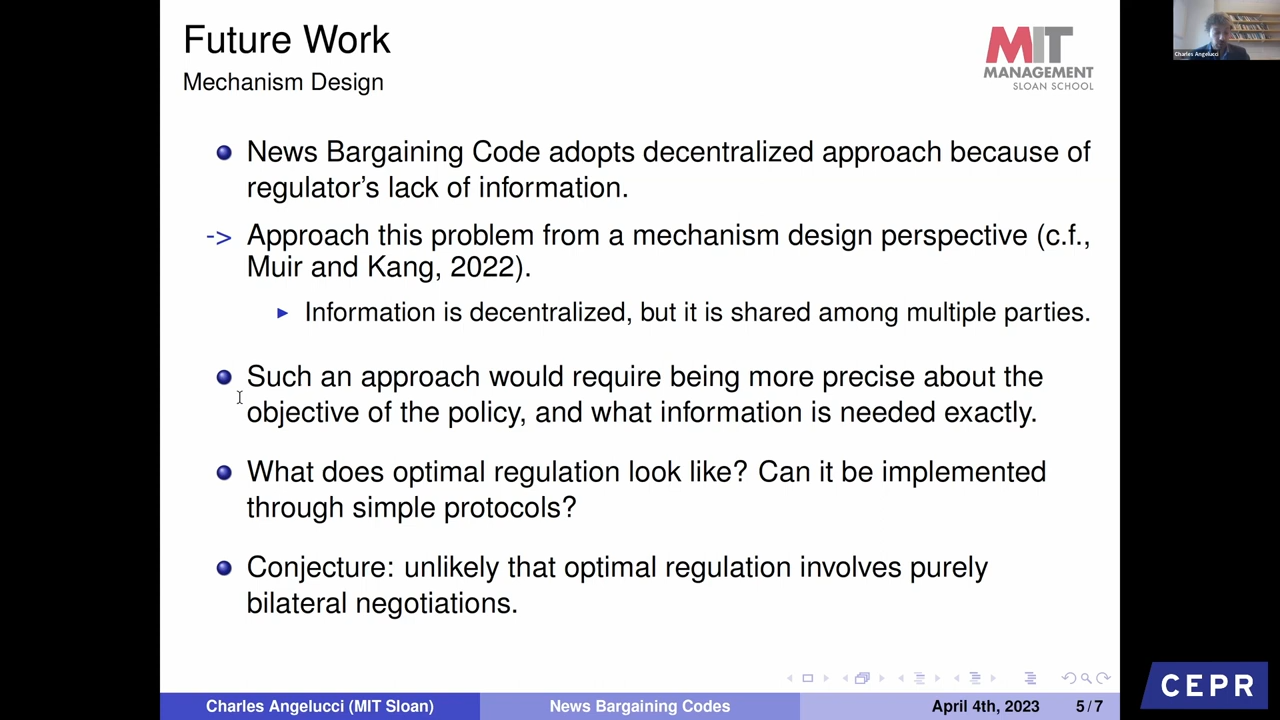 Future Work
Mechanism Design
MIT
MANAGEMENT
SLOAN SCHOOL
Charles Angelucci
News Bargaining Code adopts decentralized approach because of
regulator's lack of information.
-> Approach this problem from a mechanism design perspective (c.f.,
Muir and Kang, 2022).
Information is decentralized, but it is shared among multiple parties.
Such an approach would require being more precise about the
objective of the policy, and what information is needed exactly.
What does optimal regulation look like? Can it be implemented
through simple protocols?
Conjecture: unlikely that optimal regulation involves purely
bilateral negotiations.
CEPR
Charles Angelucci (MIT Sloan) News Bargaining Codes April 4th, 2023 5/7